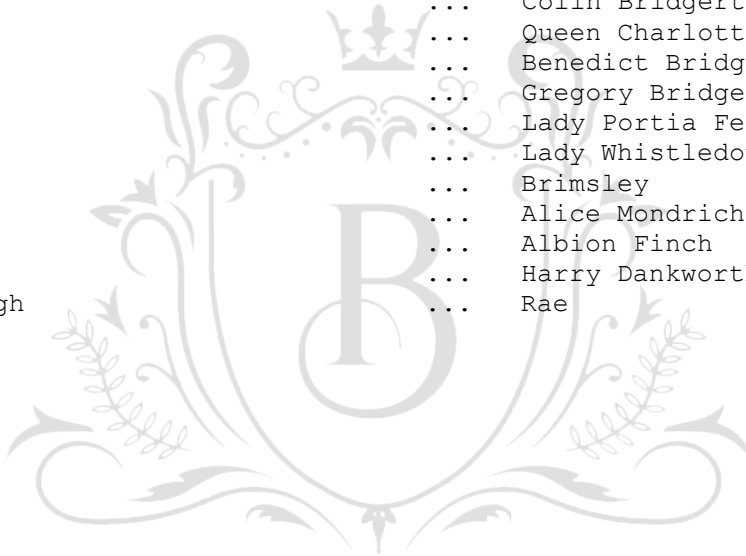 ... Colin Bridgert
... Queen Charlott
... Benedict Bridg
... Gregory Bridge
... Lady Portia Fe
... Lady Whistledo
... Brimsley
... Alice Mondrich
... Albion Finch
... Harry Dankwort
gh ... Rae
B